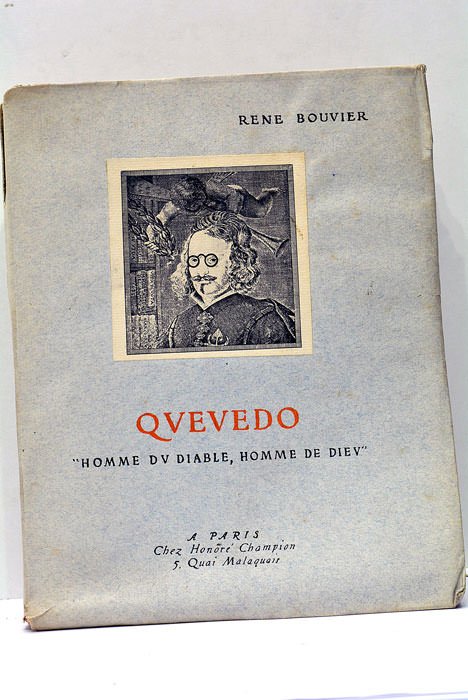 RENE BOUVIER
QVEVEDO
"HOMME DV DIABLE, HOMME DE DIEV"
A PARIS
Chez Honoré Champion
5, Quai Malaquais